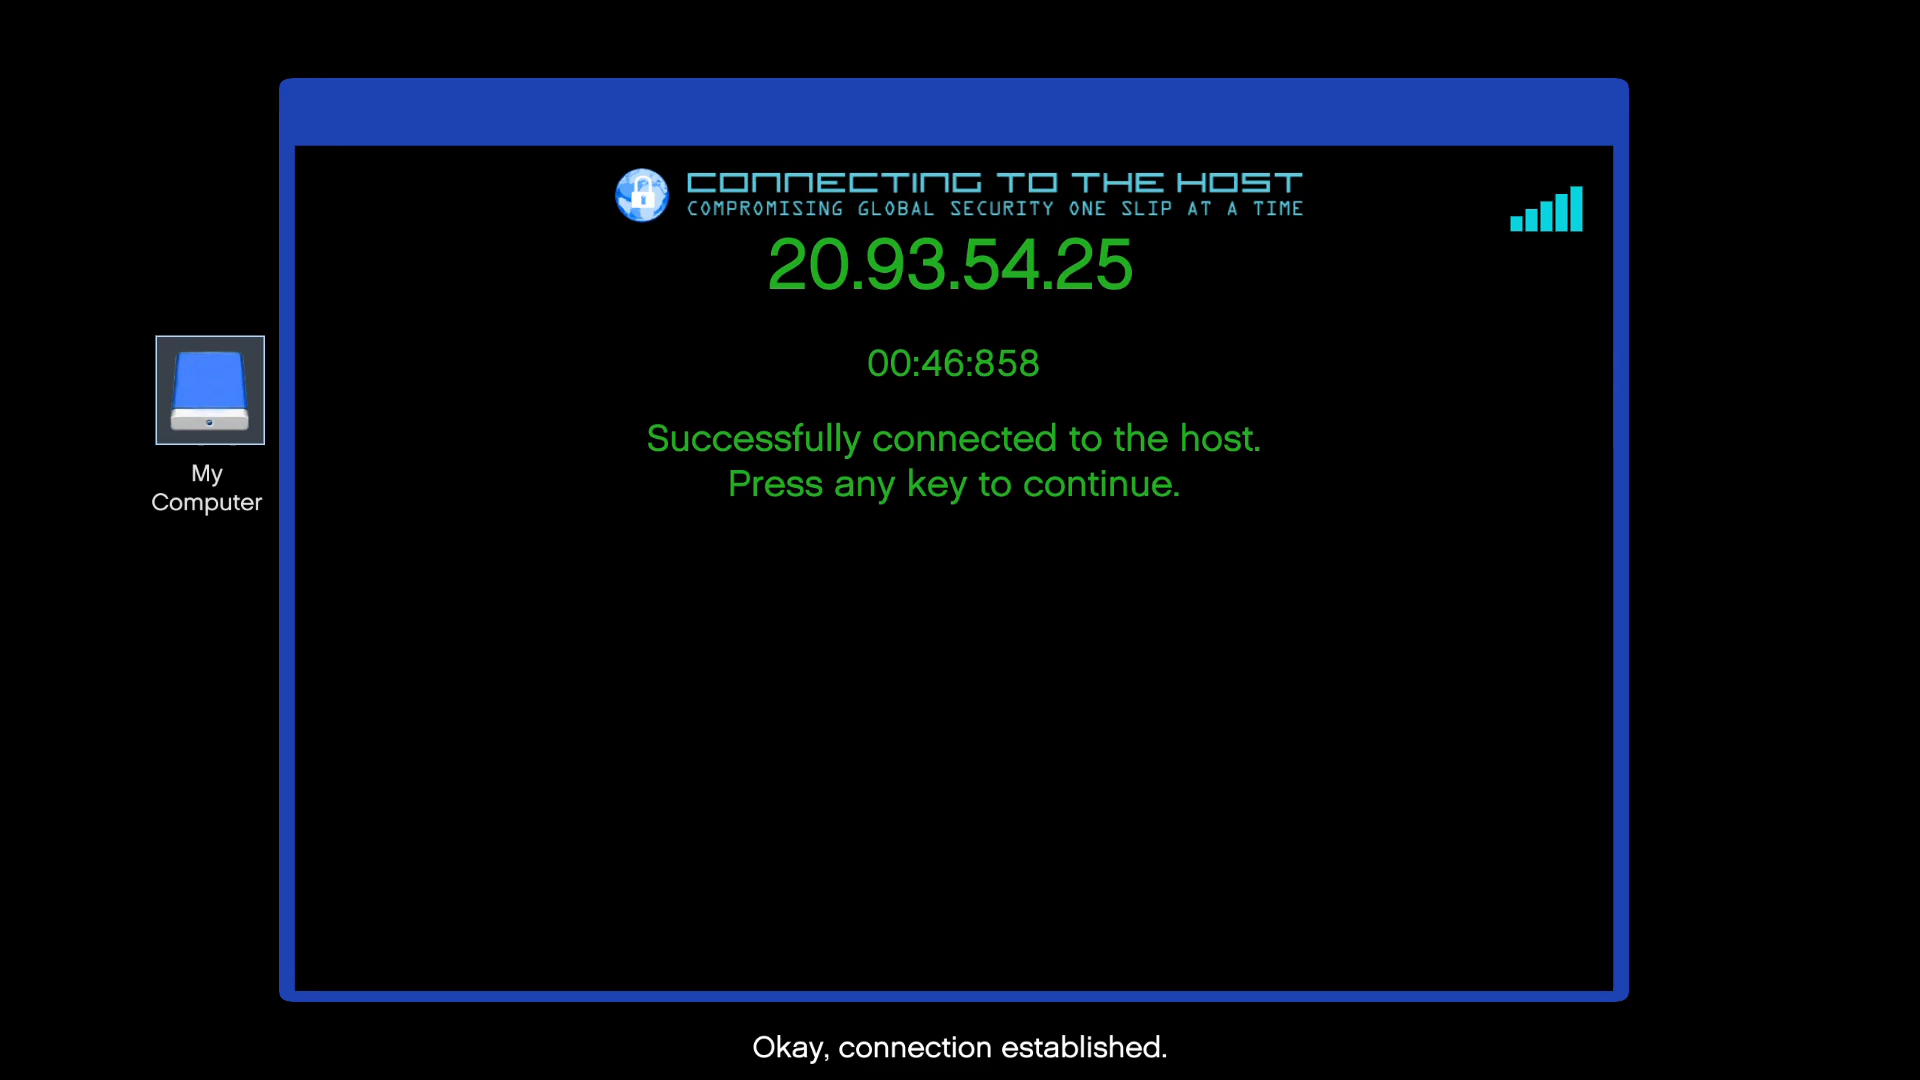 CONNECTING TO THE HOST
COMPROMISING GLOBAL SECURITY ONE SLIP AT A TIME
20.93.54.25
00:46:858
Successfully connected to the host.
Press any key to continue.
My
Computer
Okay, connection established.